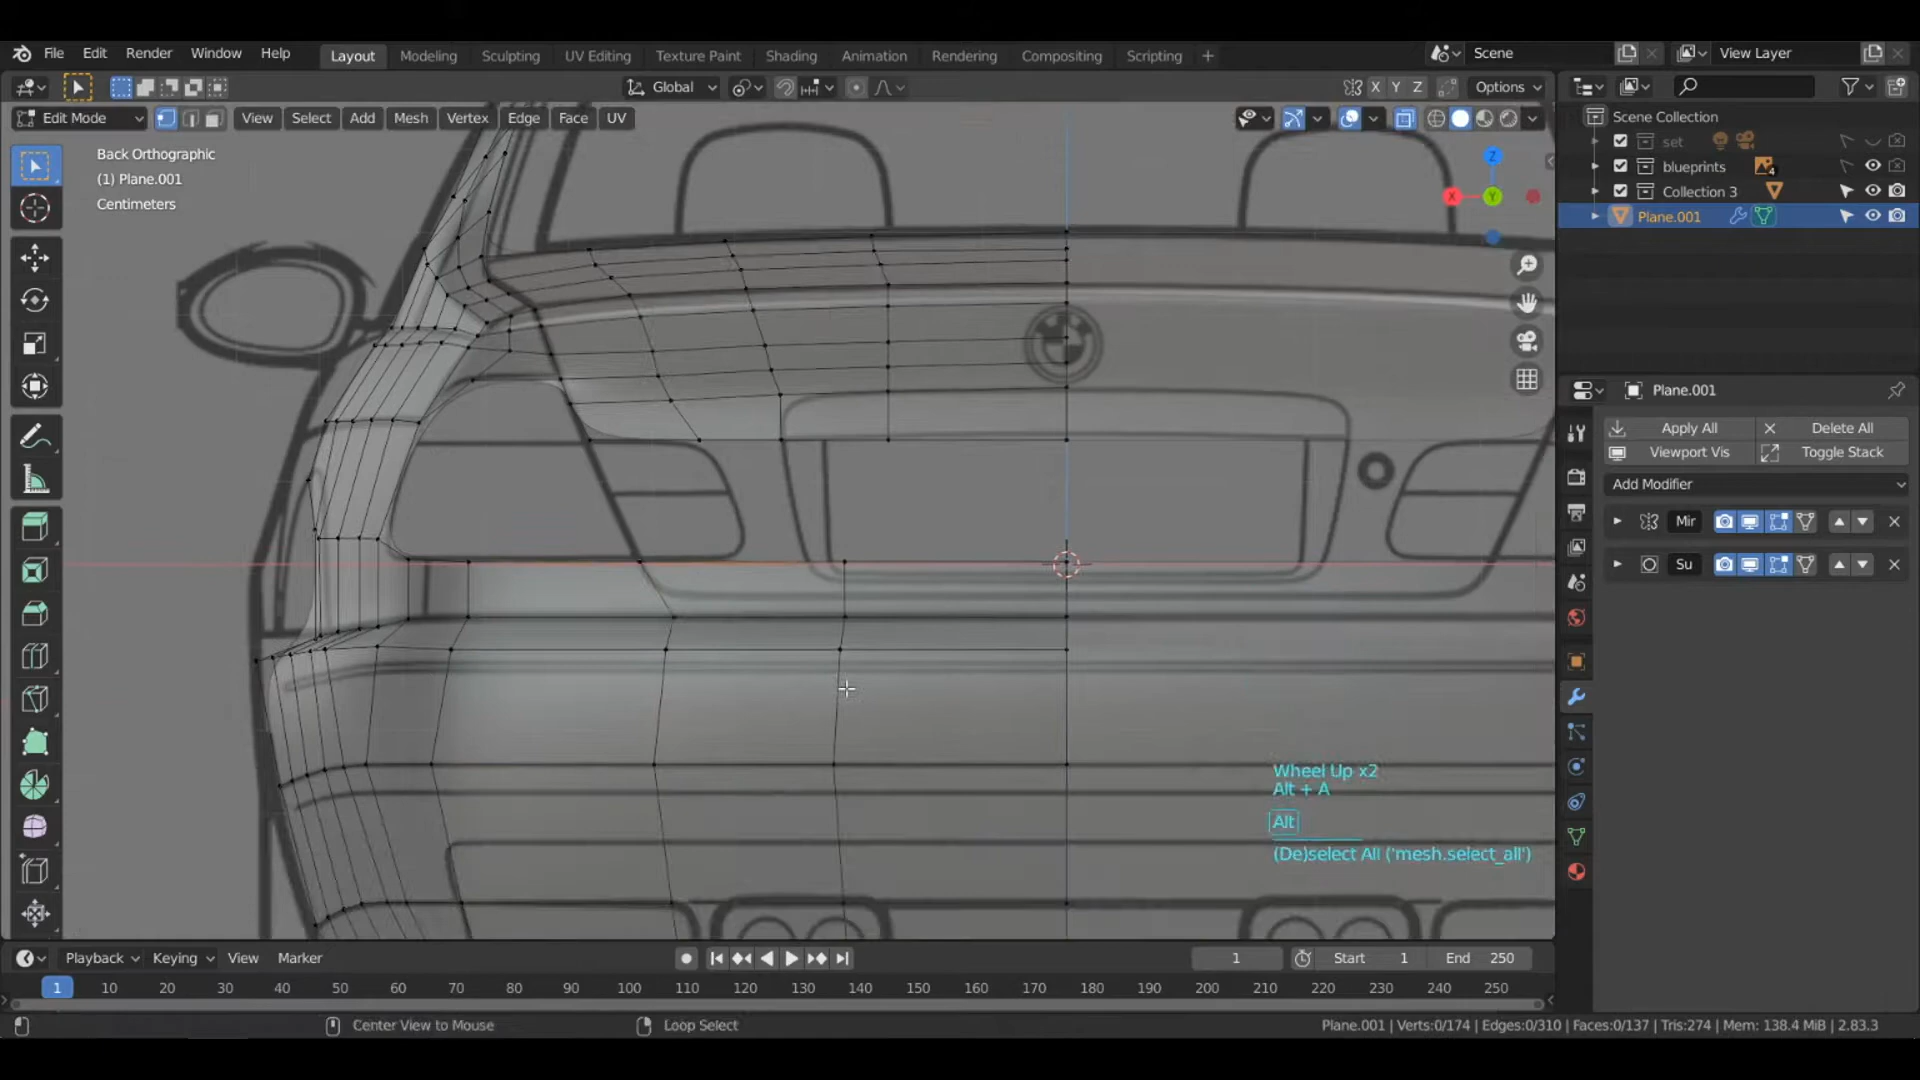 File Edit Render Window Help Layout Modeling Sculpting UV Editing Texture Paint Shading Animation Rendering Compositing Scripting + Scene View Layer
Global X Y Z Options
Edit Mode View Select Add Mesh Vertex Edge Face UV
Back Orthographic
(1) Plane.001
Centimeters
Z
X
Y
Scene Collection
set
blueprints 4
Collection 3
Plane.001
Plane.001
Apply All Delete All
Viewport Vis Toggle Stack
Add Modifier
Mir
Su
Wheel Up x2
Alt + A
Alt
(De)select All ('mesh.select_all')
Playback Keying View Marker 1 Start 1 End 250
1 10 20 30 40 50 60 70 80 90 100 110 120 130 140 150 160 170 180 190 200 210 220 230 240 250
Center View to Mouse Loop Select Plane.001 | Verts:0/174 | Edges:0/310 | Faces:0/137 | Tris:274 | Mem: 138.4 MiB | 2.83.3